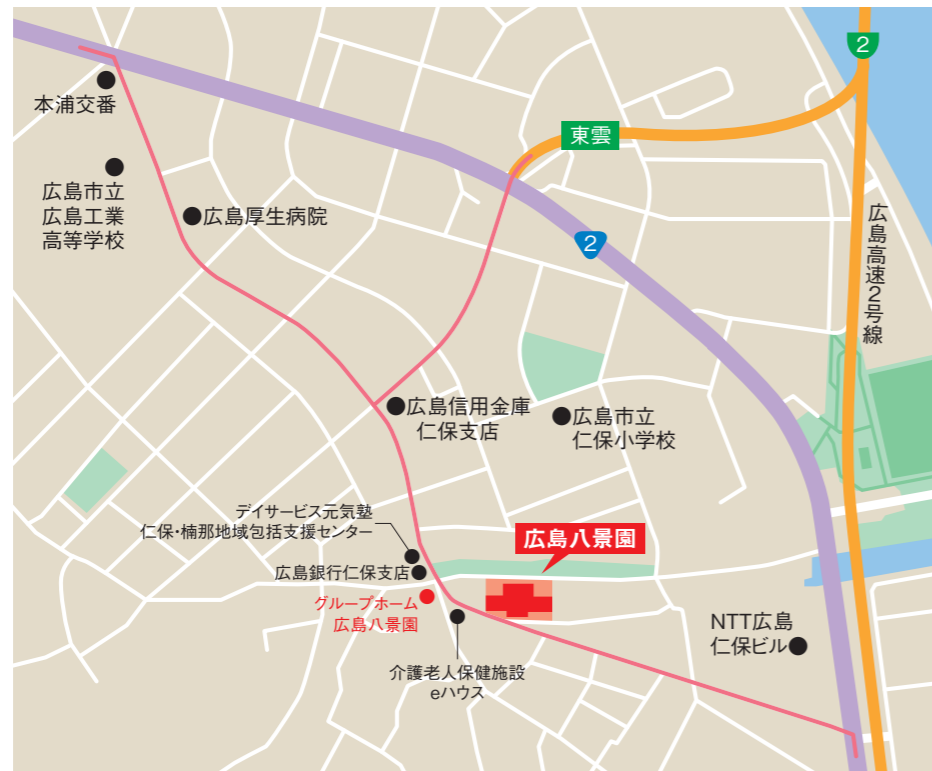 2
東雲
本浦交番
広島市立
広島工業
高等学校
広島厚生病院
2
広島高速2号線
広島信用金庫
仁保支店
広島市立
仁保小学校
デイサービス元気塾
仁保・楠那地域包括支援センター
広島八景園
広島銀行仁保支店
グループホーム
広島八景園
NTT広島
仁保ビル
介護老人保健施設
eハウス